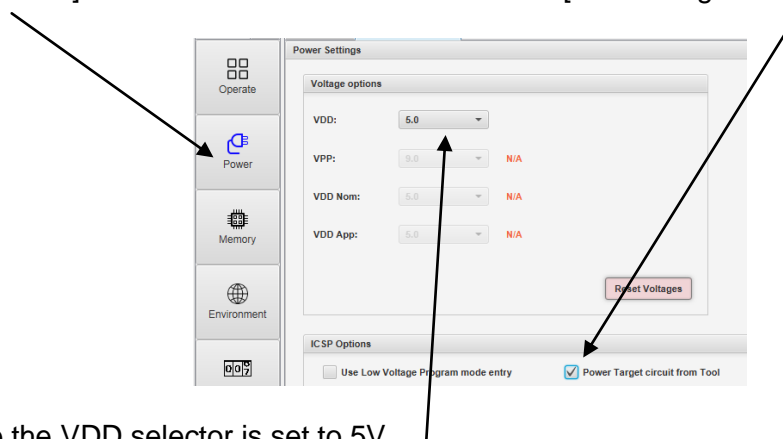 Power Settings
Operate
Voltage options
VDD: 5.0
Power
VPP: 9.0 N/A
VDD Nom: 5.0 N/A
Memory
VDD App: 5.0 N/A
Reset Voltages
Environment
ICSP Options
Use Low Voltage Program mode entry
Power Target circuit from Tool
the VDD selector is set to 5V